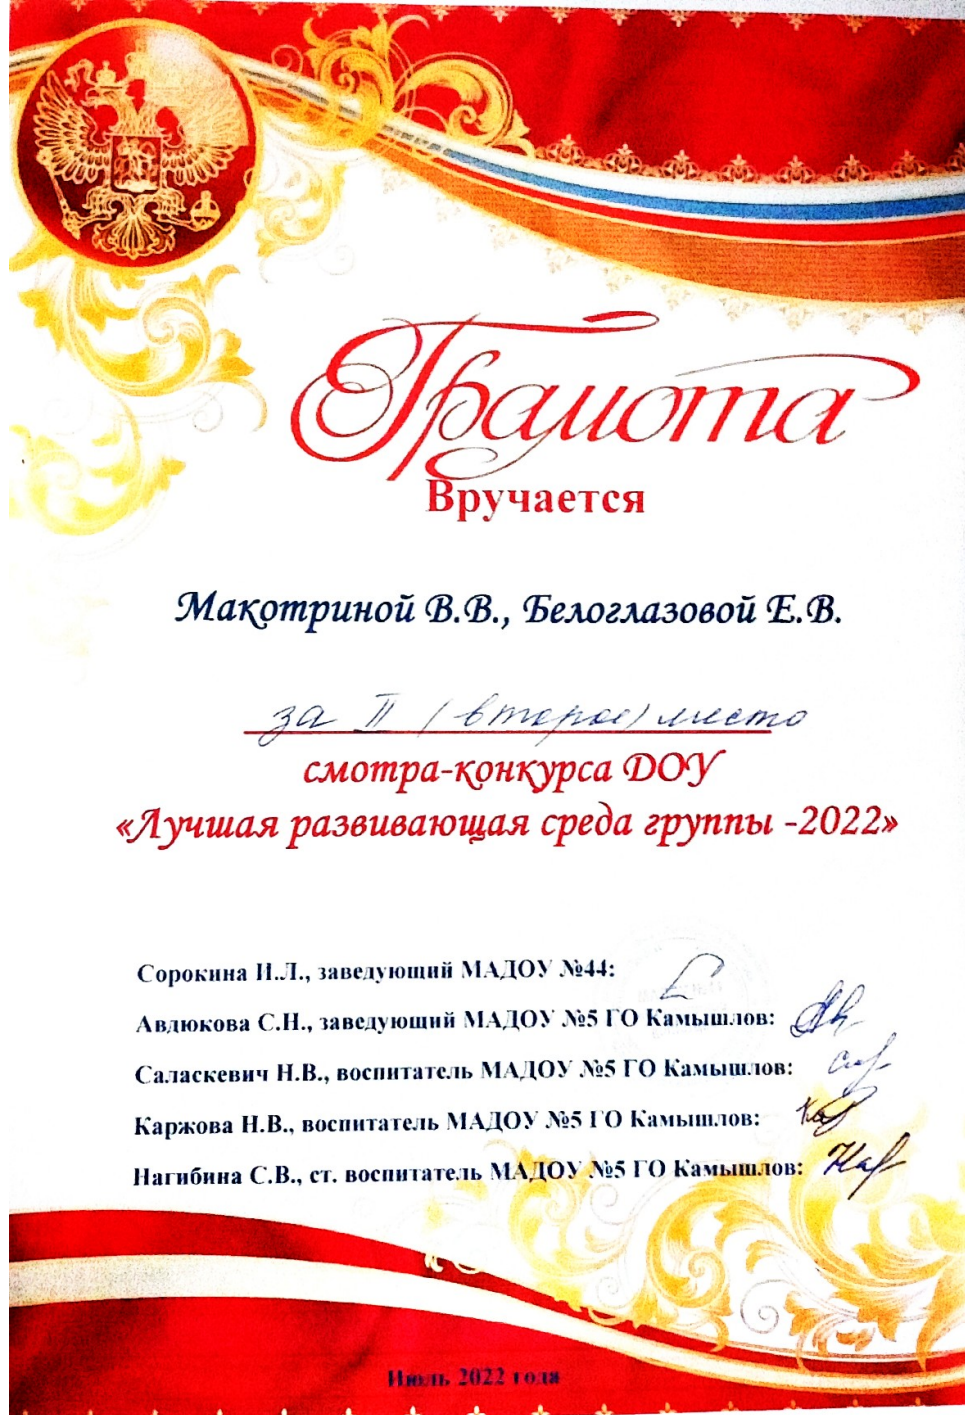 Грамота
Вручается
Макотриной В.В., Белоглазовой Е.В.
за II (второе) место
смотра-конкурса ДОУ
«Лучшая развивающая среда группы -2022»
Сорокина И.Л., заведующий МАДОУ №44:
Авдюкова С.Н., заведующий МАДОУ №5 ГО Камышлов:
Саласкевич Н.В., воспитатель МАДОУ №5 ГО Камышлов:
Каржова Н.В., воспитатель МАДОУ №5 ГО Камышлов:
Нагибина С.В., ст. воспитатель МАДОУ №5 ГО Камышлов:
Июль 2022 года